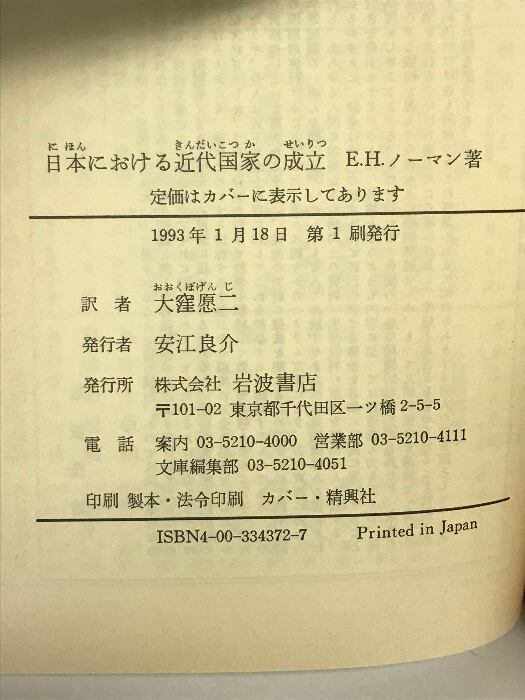 にほん きんだいこっか せいりつ
日本における近代国家の成立 E.H.ノーマン著
定価はカバーに表示してあります
1993年1月18日 第1刷発行
おおくぼげんじ
訳者 大窪愿二
発行者 安江良介
発行所 株式会社 岩波書店
〒101-02 東京都千代田区一ツ橋2-5-5
電話 案内 03-5210-4000 営業部 03-5210-4111
文庫編集部 03-5210-4051
印刷 製本・法令印刷 カバー・精興社
ISBN4-00-334372-7 Printed in Japan